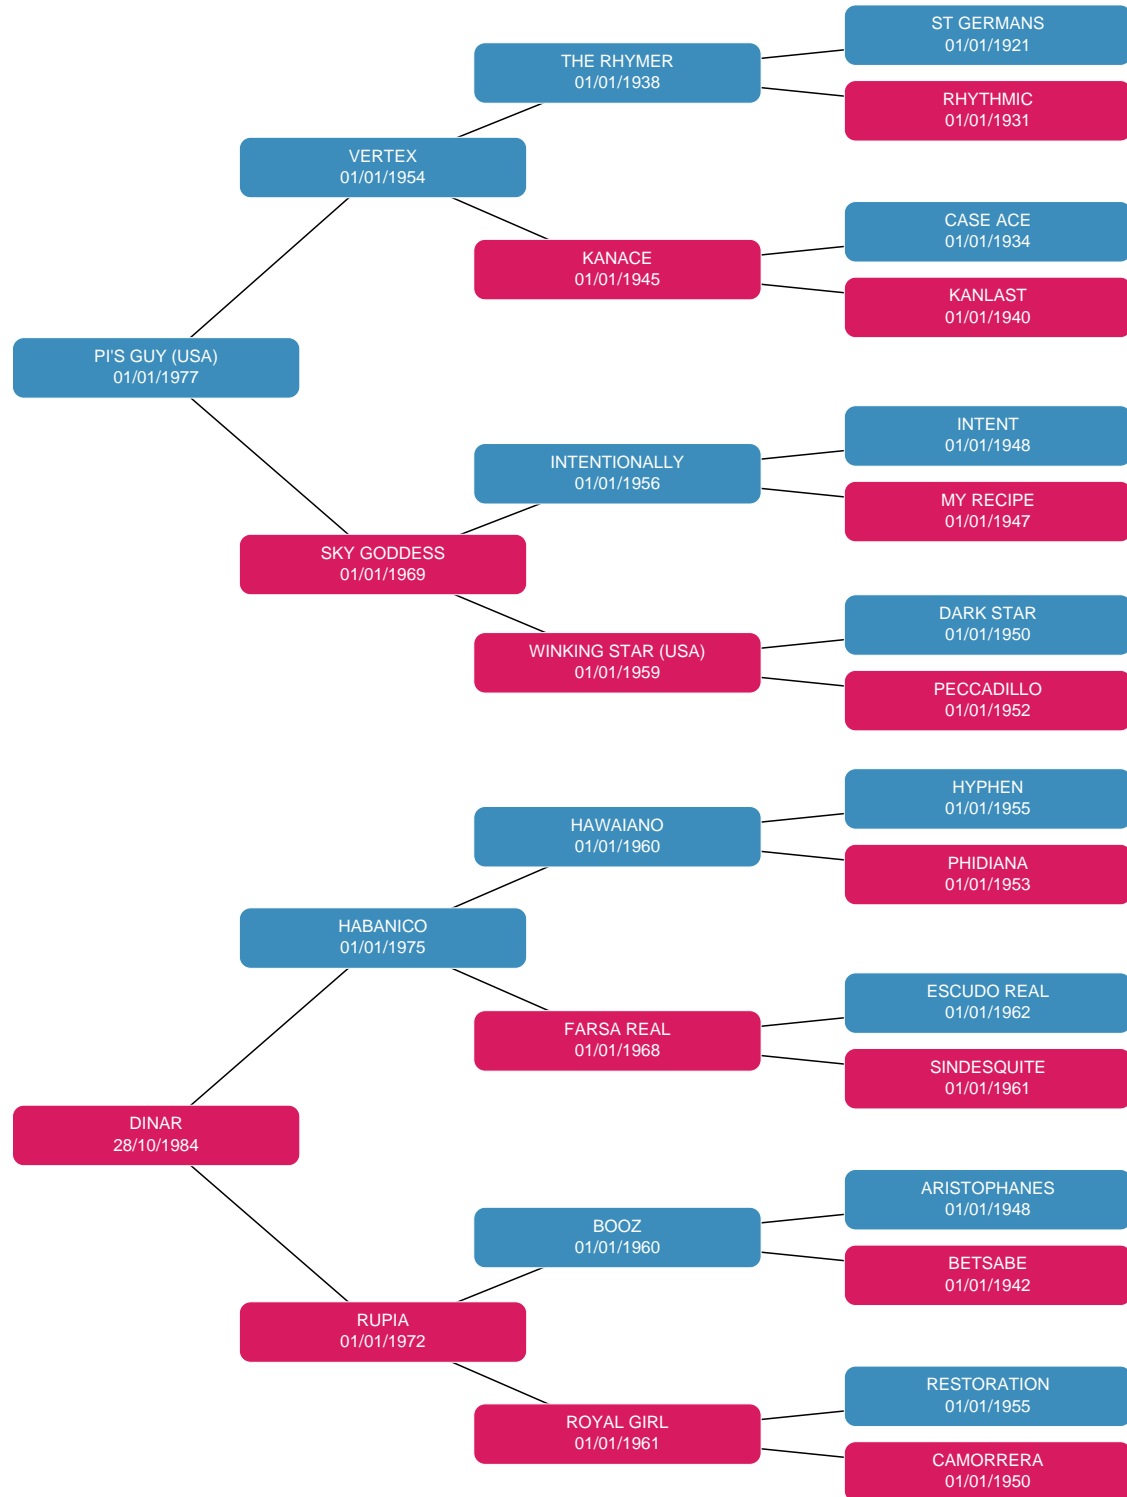 ST GERMANS
01/01/1921
THE RHYMER
01/01/1938
RHYTHMIC
01/01/1931
VERTEX
01/01/1954
CASE ACE
01/01/1934
KANACE
01/01/1945
KANLAST
01/01/1940
PI'S GUY (USA)
01/01/1977
INTENT
01/01/1948
INTENTIONALLY
01/01/1956
MY RECIPE
01/01/1947
SKY GODDESS
01/01/1969
DARK STAR
01/01/1950
WINKING STAR (USA)
01/01/1959
PECCADILLO
01/01/1952
HYPHEN
01/01/1955
HAWAIANO
01/01/1960
PHIDIANA
01/01/1953
HABANICO
01/01/1975
ESCUDO REAL
01/01/1962
FARSA REAL
01/01/1968
SINDESQUITE
01/01/1961
DINAR
28/10/1984
ARISTOPHANES
01/01/1948
BOOZ
01/01/1960
BETSABE
01/01/1942
RUPIA
01/01/1972
RESTORATION
01/01/1955
ROYAL GIRL
01/01/1961
CAMORRERA
01/01/1950